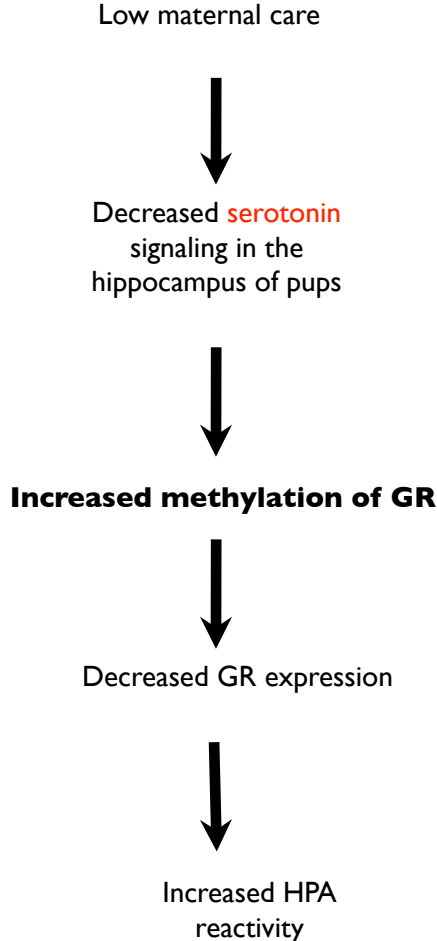 Low maternal care
Decreased serotonin
signaling in the
hippocampus of pups
Increased methylation of GR
Decreased GR expression
Increased HPA
reactivity